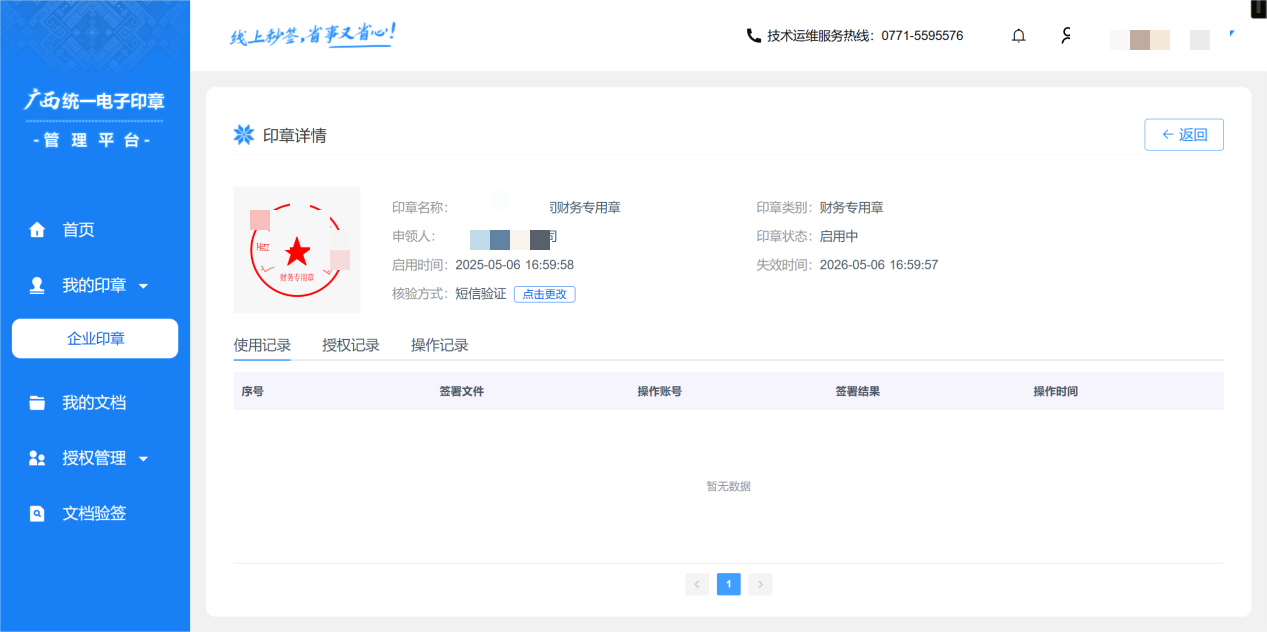 线上秒签,省事又省心!
技术运维服务热线：0771-5595576
广西统一电子印章
-管理平台-
首页
我的印章
企业印章
我的文档
授权管理
文档验签
印章详情
返回
财务专用章
印章名称： 司财务专用章
印章类别：财务专用章
申领人： 司
印章状态：启用中
启用时间：2025-05-06 16:59:58
失效时间：2026-05-06 16:59:57
核验方式：短信验证 点击更改
使用记录 授权记录 操作记录
序号 签署文件 操作账号 签署结果 操作时间
暂无数据
1